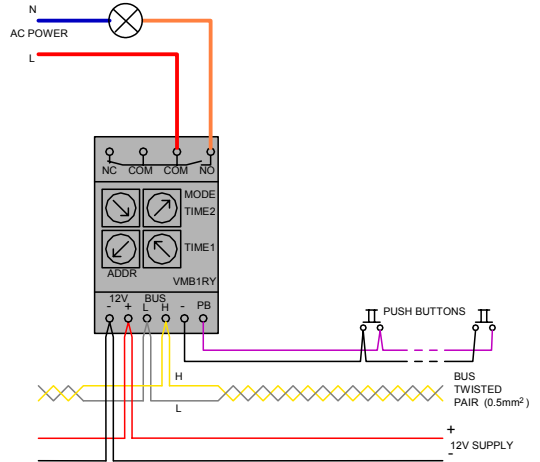 N
AC POWER
L
NC COM COM NO
MODE
TIME2
TIME1
ADDR
VMB1RY
12V BUS
- + L H - PB
PUSH BUTTONS
H
L
BUS
TWISTED
PAIR (0.5mm²)
+
12V SUPPLY
-